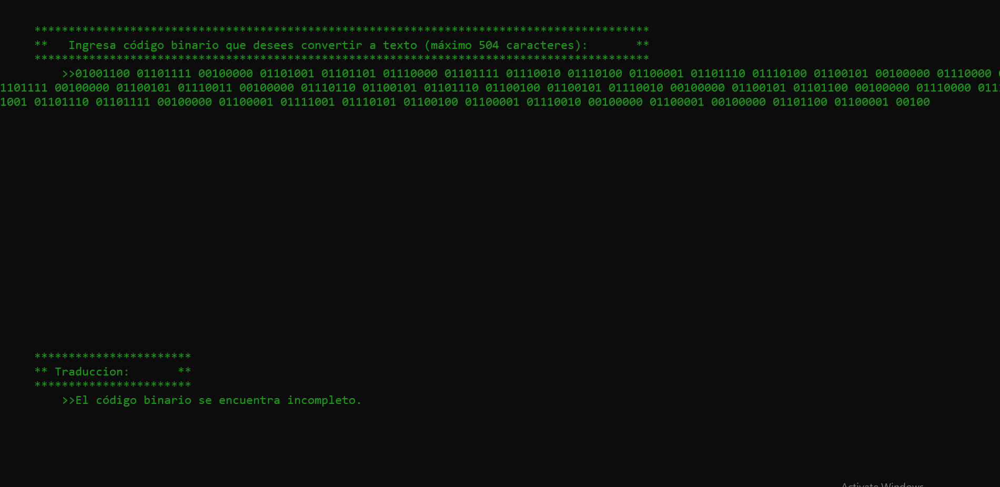 ******************************************************************************************
**   Ingresa código binario que desees convertir a texto (máximo 504 caracteres):       **
******************************************************************************************
>>01001100 01101111 00100000 01101001 01101101 01110000 01101111 01110010 01110100 01100001 01101110 01110100 01100101 00100000 01110000 0
1101111 00100000 01100101 01110011 00100000 01110110 01100101 01101110 01100100 01100101 01110010 00100000 01100101 01101100 00100000 01110000 011
1001 01101110 01101111 00100000 01100001 01111001 01110101 01100100 01100001 01110010 00100000 01100001 00100000 01101100 01100001 00100
***********************
** Traduccion:       **
***********************
>>El código binario se encuentra incompleto.
Activate Windows